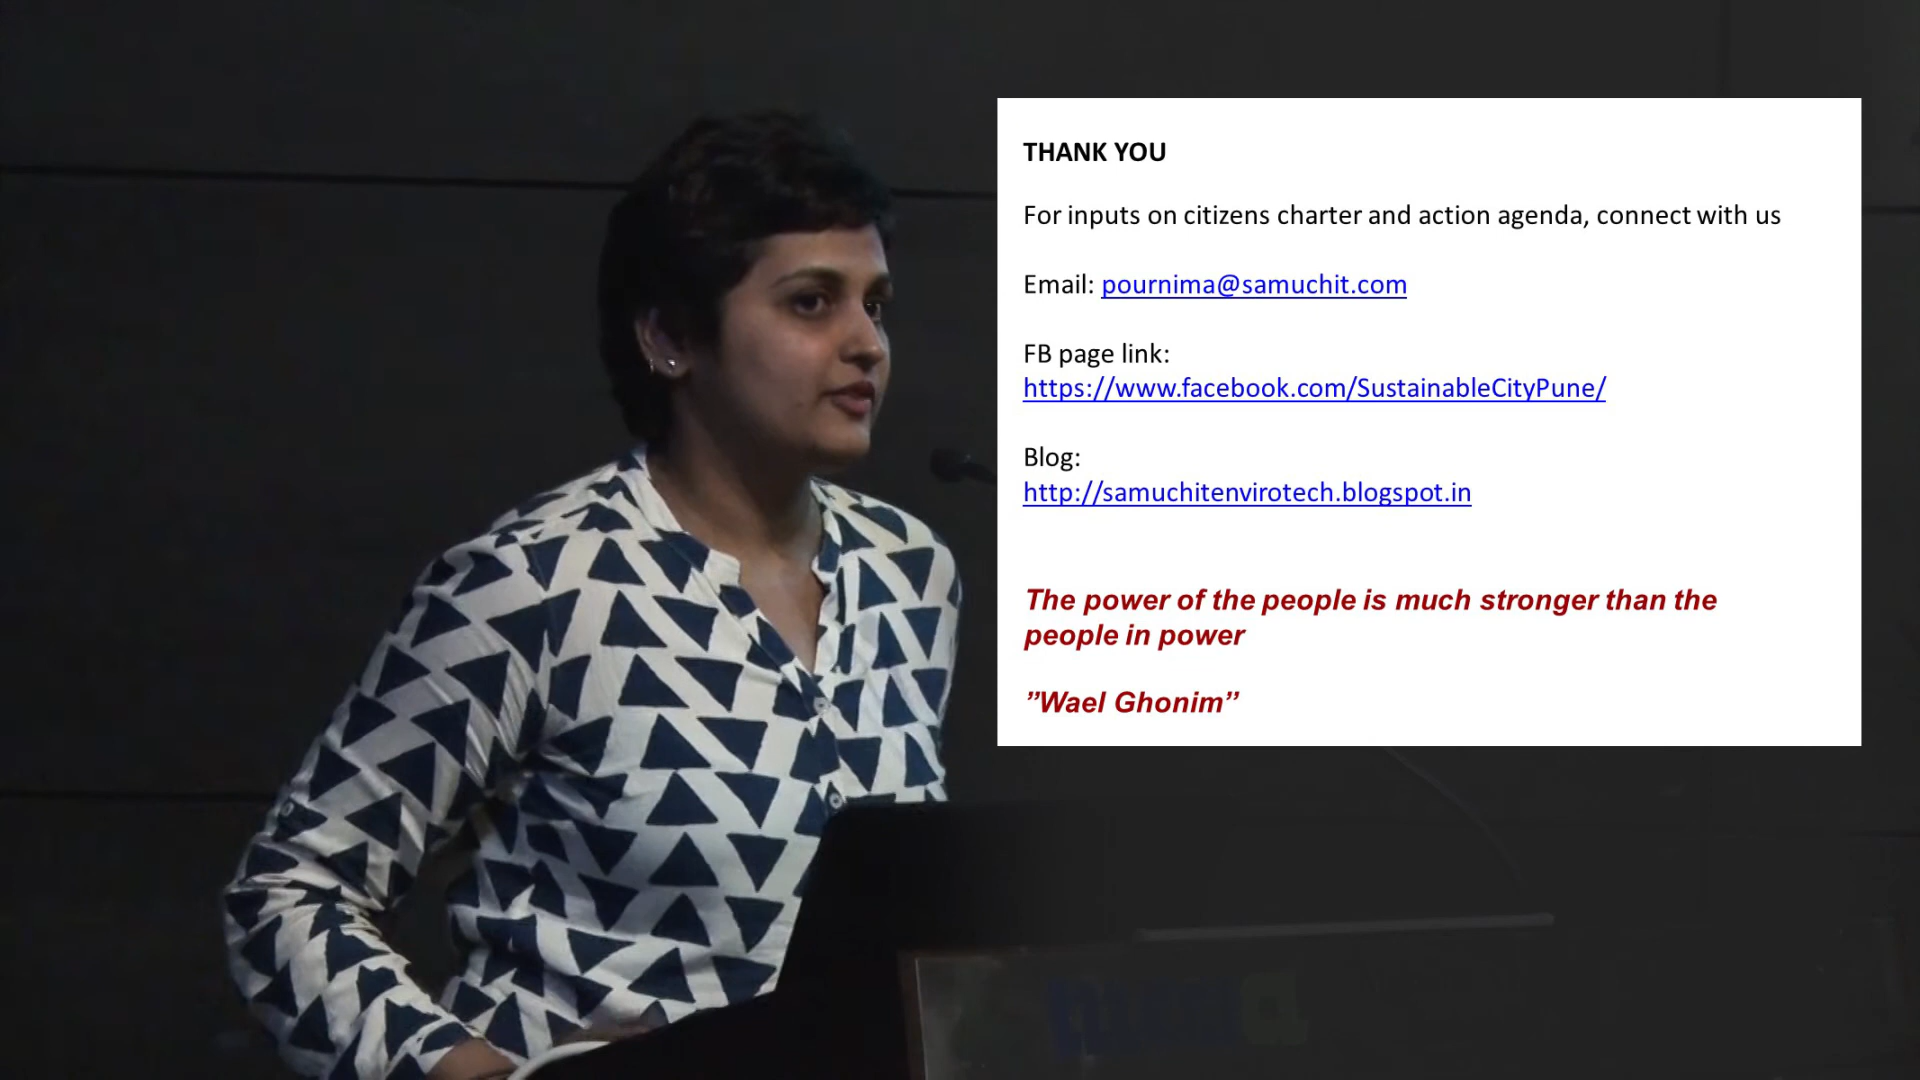 THANK YOU
For inputs on citizens charter and action agenda, connect with us
Email: pournima@samuchit.com
FB page link:
https://www.facebook.com/SustainableCityPune/
Blog:
http://samuchitenvirotech.blogspot.in
The power of the people is much stronger than the
people in power
”Wael Ghonim”